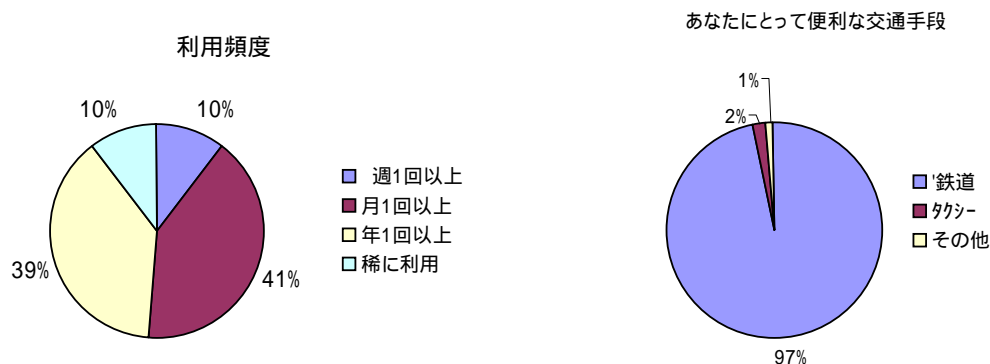 利用頻度
10%
10%
39%
41%
週1回以上
月1回以上
年1回以上
稀に利用
あなたにとって便利な交通手段
1%
2%
97%
'鉄道
ﾀｸｼｰ
その他